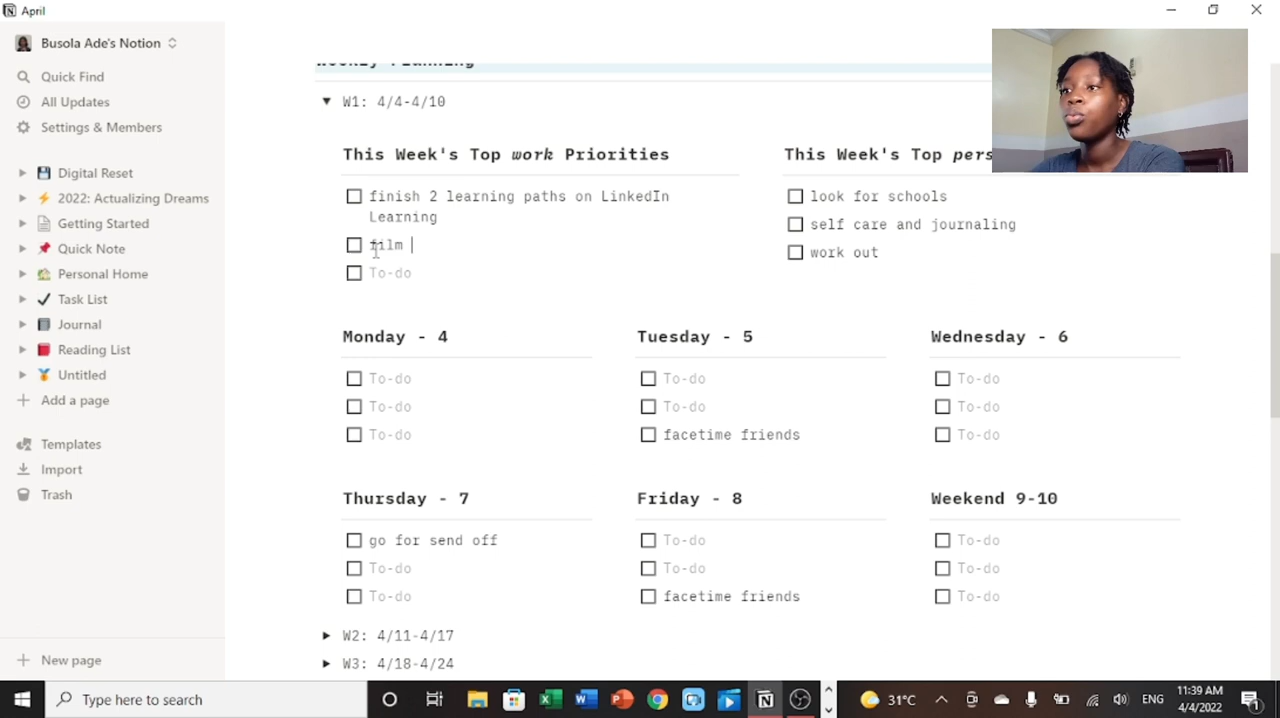 April
Busola Ade's Notion
Quick Find
All Updates
Settings & Members
Digital Reset
2022: Actualizing Dreams
Getting Started
Quick Note
Personal Home
Task List
Journal
Reading List
Untitled
Add a page
Templates
Import
Trash
New page
Weekly Planning
W1: 4/4-4/10
This Week's Top work Priorities
finish 2 learning paths on LinkedIn
Learning
film
To-do
This Week's Top pers
look for schools
self care and journaling
work out
Monday - 4
To-do
To-do
To-do
Tuesday - 5
To-do
To-do
facetime friends
Wednesday - 6
To-do
To-do
To-do
Thursday - 7
go for send off
To-do
To-do
Friday - 8
To-do
To-do
facetime friends
Weekend 9-10
To-do
To-do
To-do
W2: 4/11-4/17
W3: 4/18-4/24
Type here to search
31°C
ENG
11:39 AM
4/4/2022
1